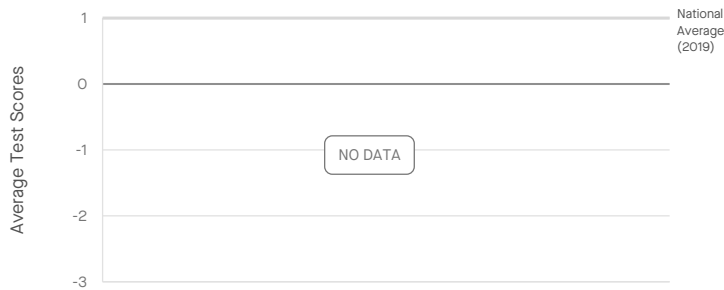 1
National
Average
(2019)
0
Average Test Scores
-1
NO DATA
-2
-3